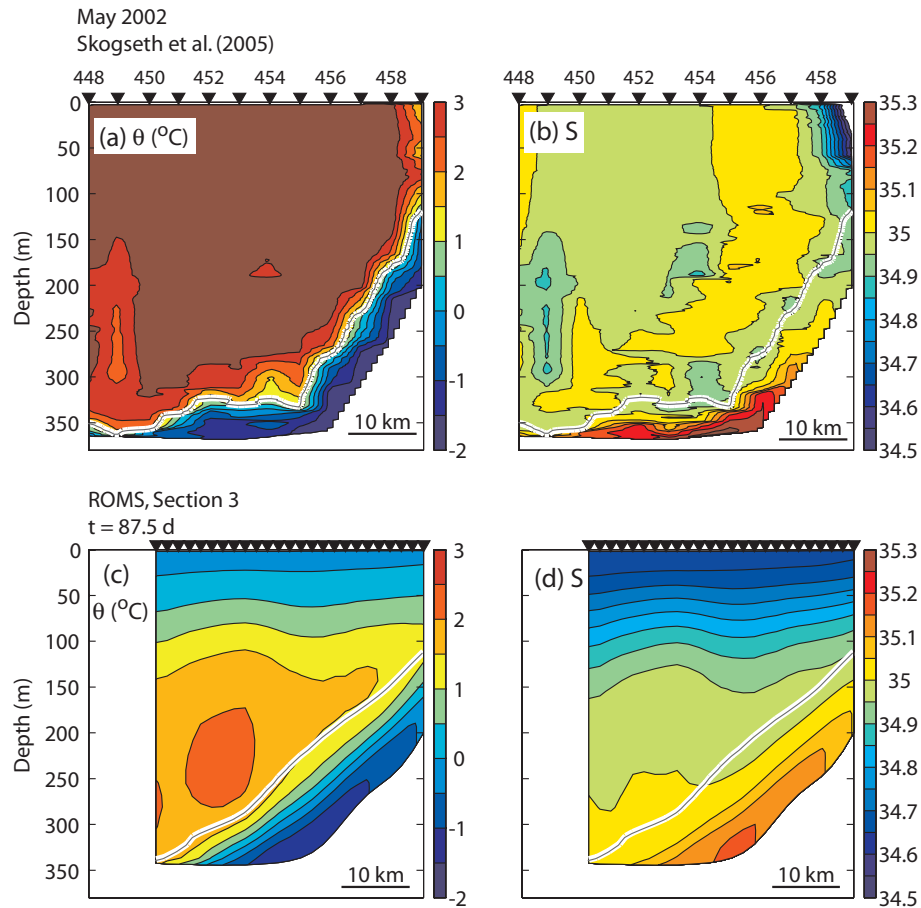 May 2002
Skogseth et al. (2005)
448 450 452 454 456 458
448 450 452 454 456 458
(a) θ (°C)
(b) S
Depth (m)
0
50
100
150
200
250
300
350
10 km
3
2
1
0
-1
-2
10 km
35.3
35.2
35.1
35
34.9
34.8
34.7
34.6
34.5
ROMS, Section 3
t = 87.5 d
(c)
θ (°C)
(d) S
Depth (m)
0
50
100
150
200
250
300
350
10 km
3
2
1
0
-1
-2
10 km
35.3
35.2
35.1
35
34.9
34.8
34.7
34.6
34.5